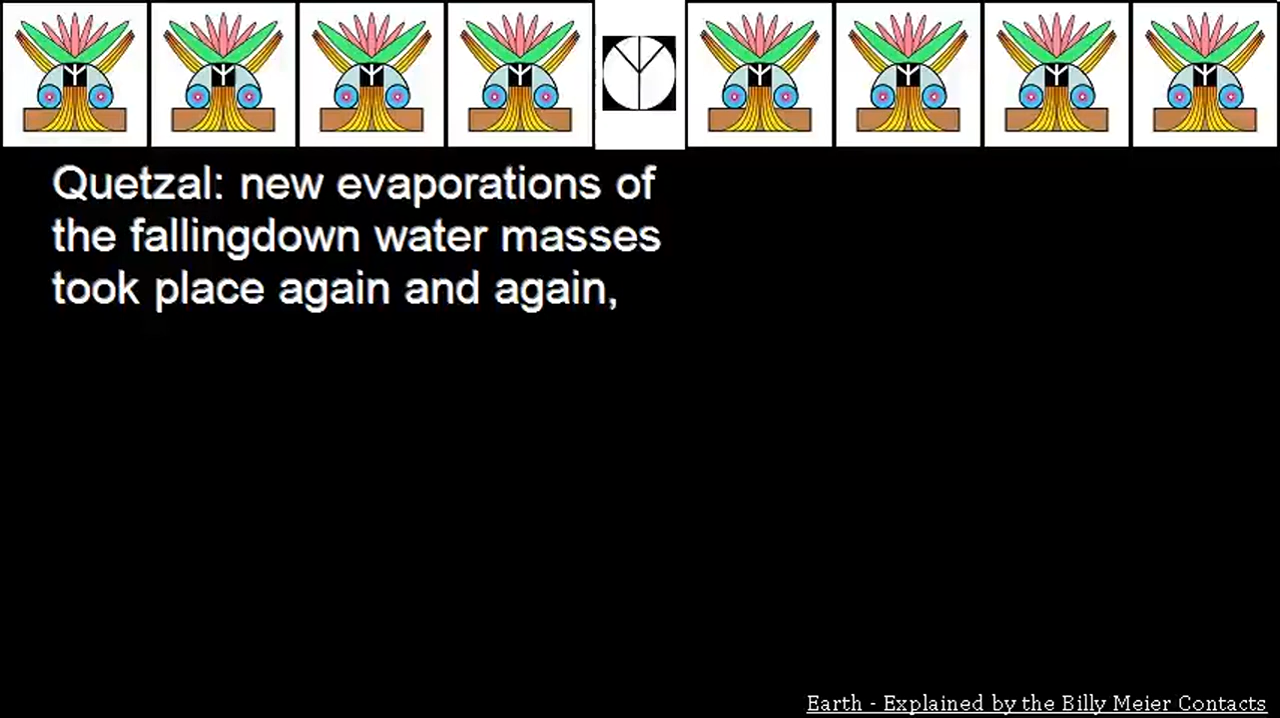 Quetzal: new evaporations of
the fallingdown water masses
took place again and again,
Earth - Explained by the Billy Meier Contacts